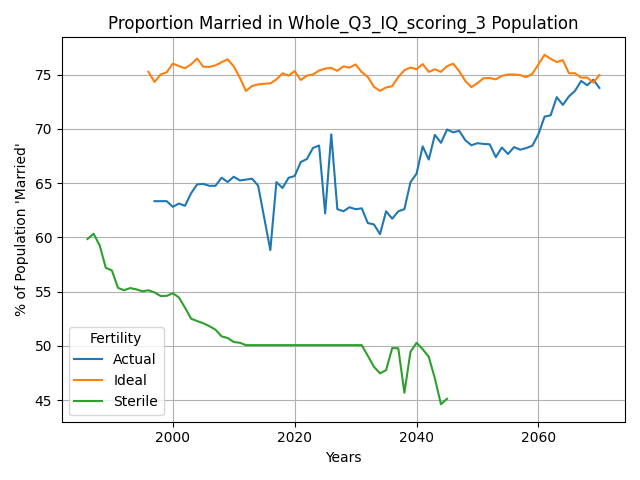 Proportion Married in Whole_Q3_IQ_scoring_3 Population
% of Population 'Married'
75
70
65
60
55
50
45
Fertility
Actual
Ideal
Sterile
2000 2020 2040 2060
Years